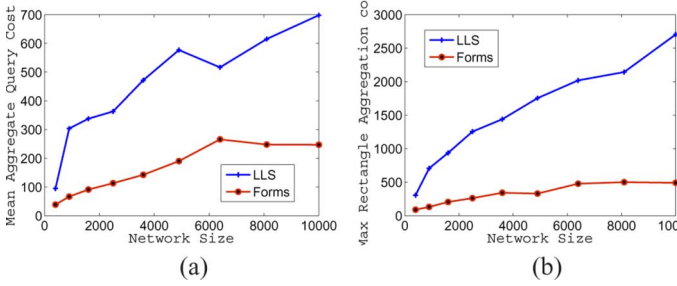 Mean Aggregate Query Cost
700
600
500
400
300
200
100
0
0 2000 4000 6000 8000 10000
Network Size
LLS
Forms
(a)
Max Rectangle Aggregation co
3000
2500
2000
1500
1000
500
0
0 2000 4000 6000 8000 1000
Network Size
LLS
Forms
(b)